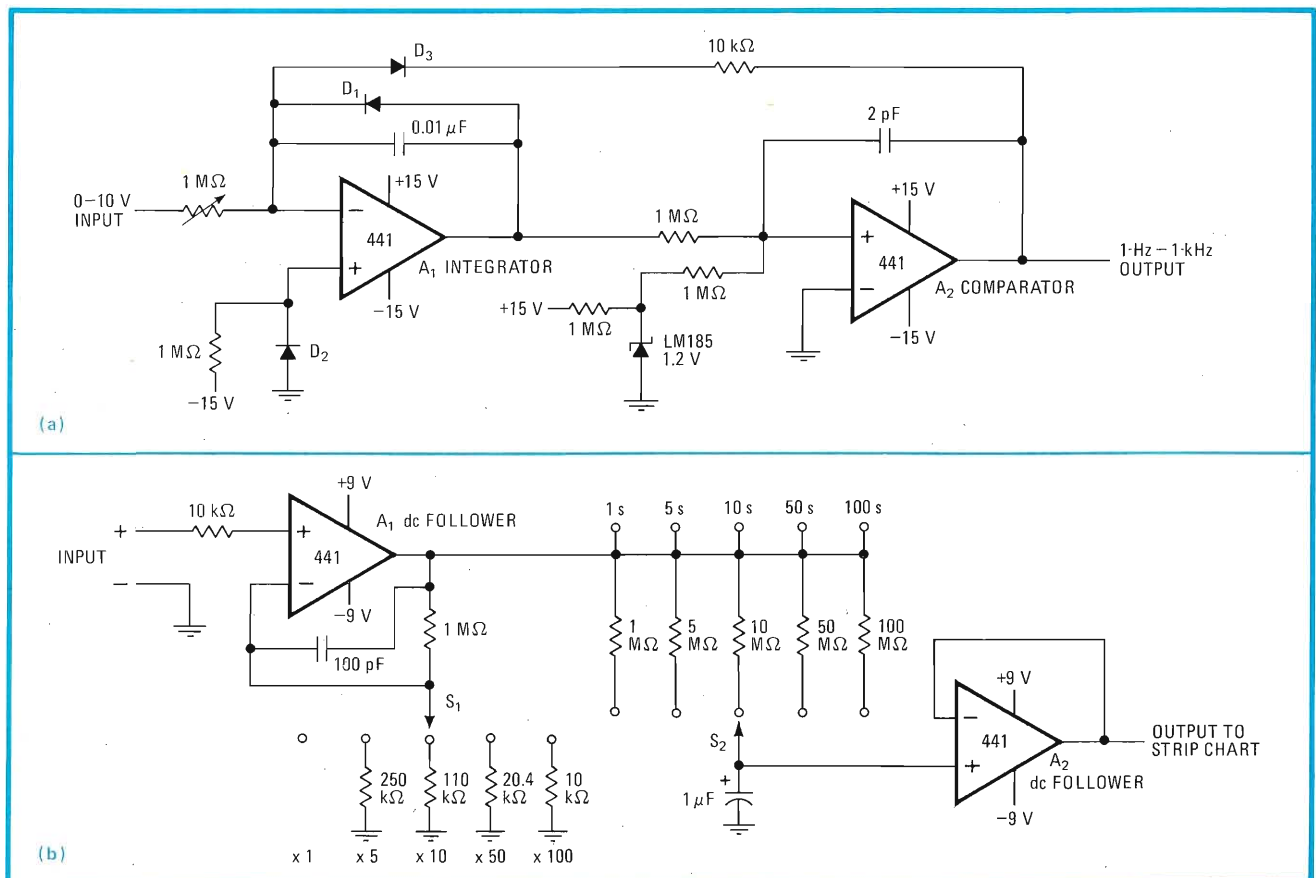 D3
10 kΩ
D1
0.01 μF
2 pF
1 MΩ
+15 V
0–10 V
INPUT
441
A1 INTEGRATOR
–15 V
1 MΩ
1 MΩ
+15 V
1 MΩ
LM185
1.2 V
+15 V
441
A2 COMPARATOR
–15 V
1·Hz – 1·kHz
OUTPUT
1 MΩ
D2
–15 V
(a)
+9 V
10 kΩ
A1 dc FOLLOWER
+
INPUT
–
441
–9 V
1 MΩ
100 pF
S1
1 s 5 s 10 s 50 s 100 s
1 MΩ
5 MΩ
10 MΩ
50 MΩ
100 MΩ
250 kΩ
110 kΩ
20.4 kΩ
10 kΩ
x 1 x 5 x 10 x 50 x 100
S2
+
1 μF
+9 V
441
A2
dc FOLLOWER
–9 V
OUTPUT TO
STRIP CHART
(b)